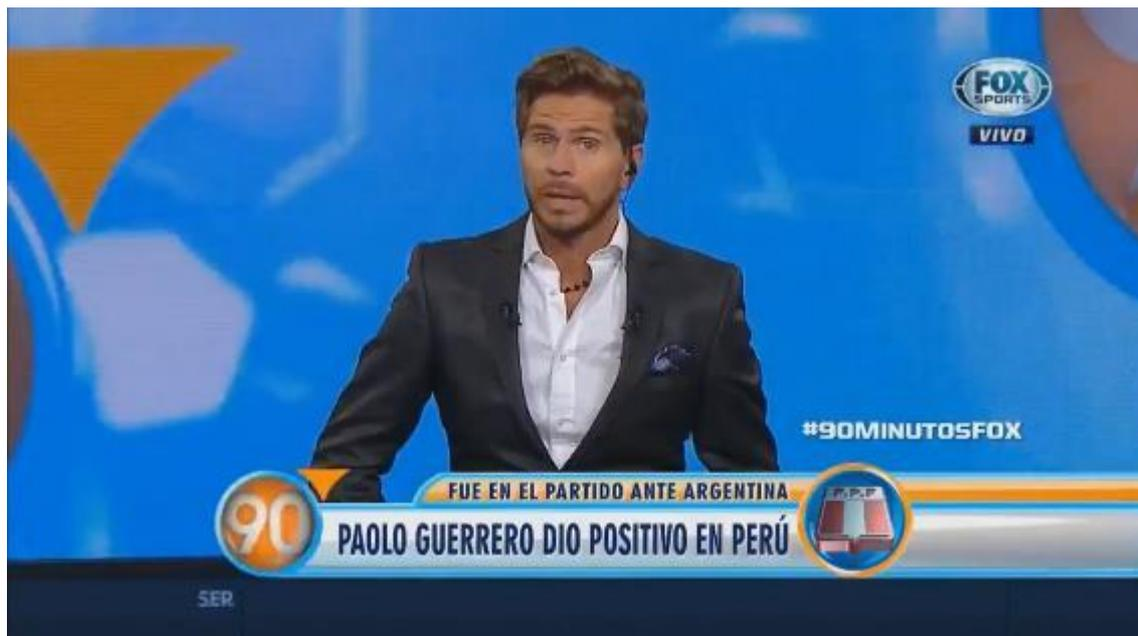 FOX
SPORTS
VIVO
#90MINUTOSFOX
FUE EN EL PARTIDO ANTE ARGENTINA
90
PAOLO GUERRERO DIO POSITIVO EN PERÚ
F.P.F
SER